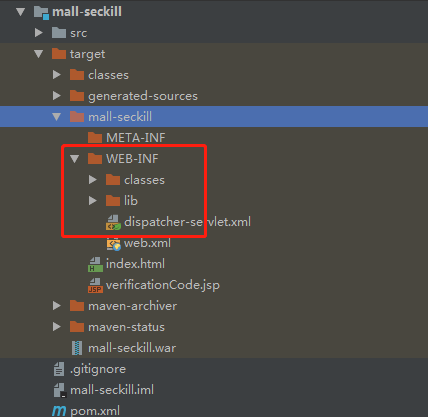 mall-seckill
src
target
classes
generated-sources
mall-seckill
META-INF
WEB-INF
classes
lib
dispatcher-servlet.xml
web.xml
index.html
verificationCode.jsp
maven-archiver
maven-status
mall-seckill.war
.gitignore
mall-seckill.iml
pom.xml